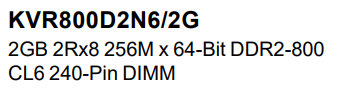 KVR800D2N6/2G
2GB 2Rx8 256M x 64-Bit DDR2-800
CL6 240-Pin DIMM